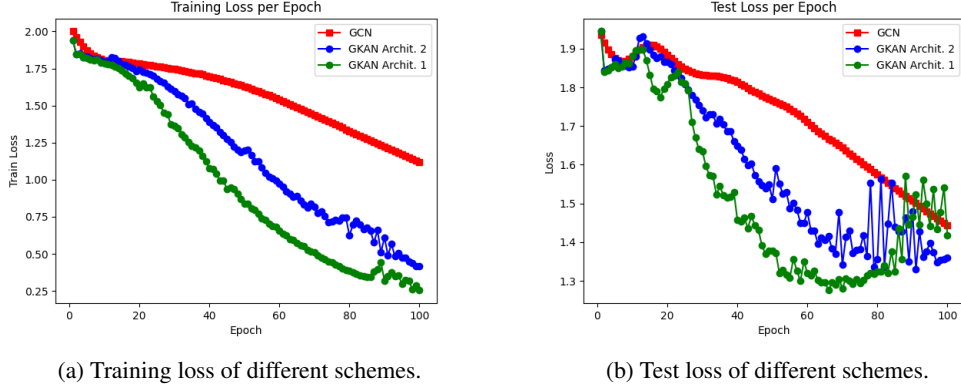 Training Loss per Epoch
2.00
1.75
1.50
1.25
1.00
0.75
0.50
0.25
Train Loss
0
20
40
60
80
100
Epoch
GCN
GKAN Archit. 2
GKAN Archit. 1
(a) Training loss of different schemes.
Test Loss per Epoch
1.9
1.8
1.7
1.6
1.5
1.4
1.3
Loss
0
20
40
60
80
100
Epoch
GCN
GKAN Archit. 2
GKAN Archit. 1
(b) Test loss of different schemes.